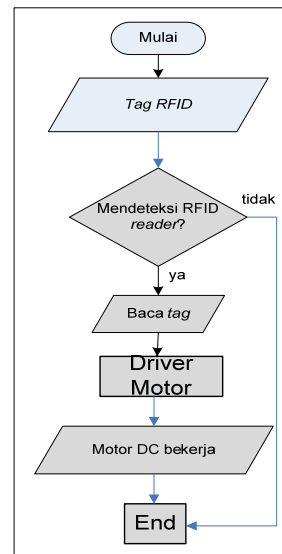 Mulai
Tag RFID
Mendeteksi RFID
reader?
tidak
ya
Baca tag
Driver
Motor
Motor DC bekerja
End